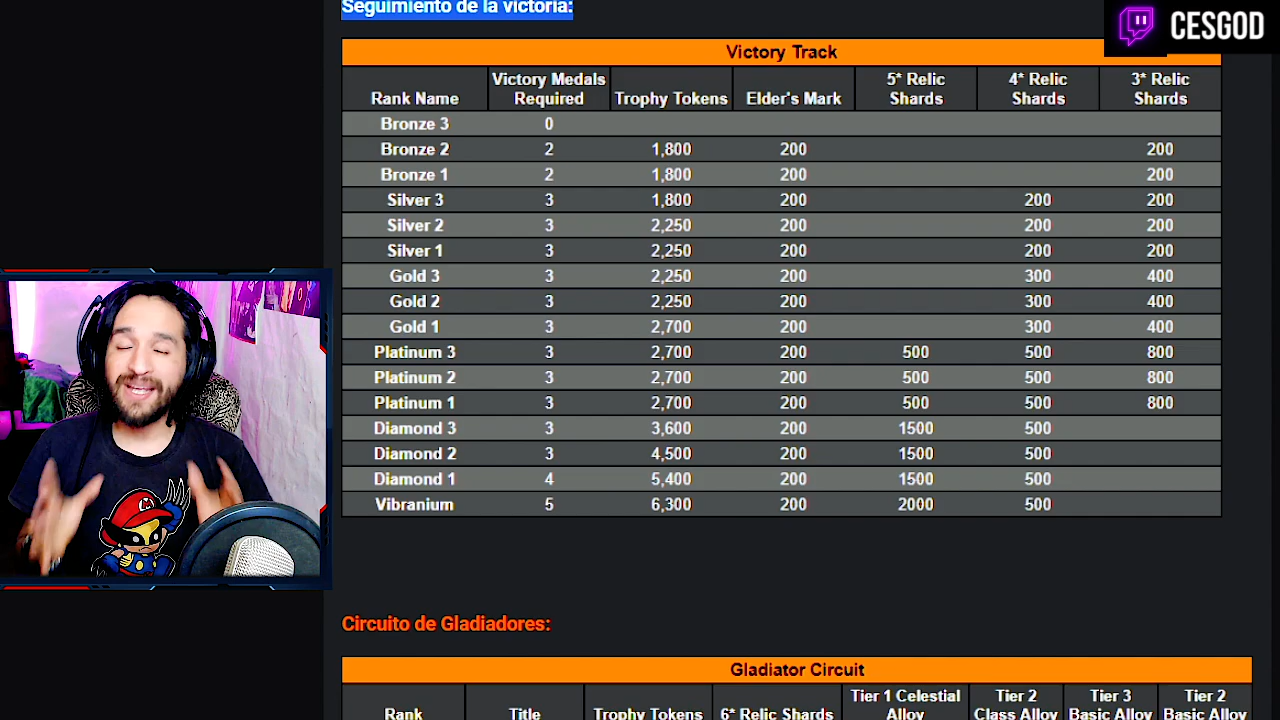 Seguimiento de la victoria:
CESGOD
Victory Track
Rank Name Victory Medals Required Trophy Tokens Elder's Mark 5* Relic Shards 4* Relic Shards 3* Relic Shards
Bronze 3 0
Bronze 2 2 1,800 200 200
Bronze 1 2 1,800 200 200
Silver 3 3 1,800 200 200 200
Silver 2 3 2,250 200 200 200
Silver 1 3 2,250 200 200 200
Gold 3 3 2,250 200 300 400
Gold 2 3 2,250 200 300 400
Gold 1 3 2,700 200 300 400
Platinum 3 3 2,700 200 500 500 800
Platinum 2 3 2,700 200 500 500 800
Platinum 1 3 2,700 200 500 500 800
Diamond 3 3 3,600 200 1500 500
Diamond 2 3 4,500 200 1500 500
Diamond 1 4 5,400 200 1500 500
Vibranium 5 6,300 200 2000 500
Circuito de Gladiadores:
Gladiator Circuit
Rank Title Trophy Tokens 6* Relic Shards Tier 1 Celestial Alloy Tier 2 Class Alloy Tier 3 Basic Alloy Tier 2 Basic Alloy